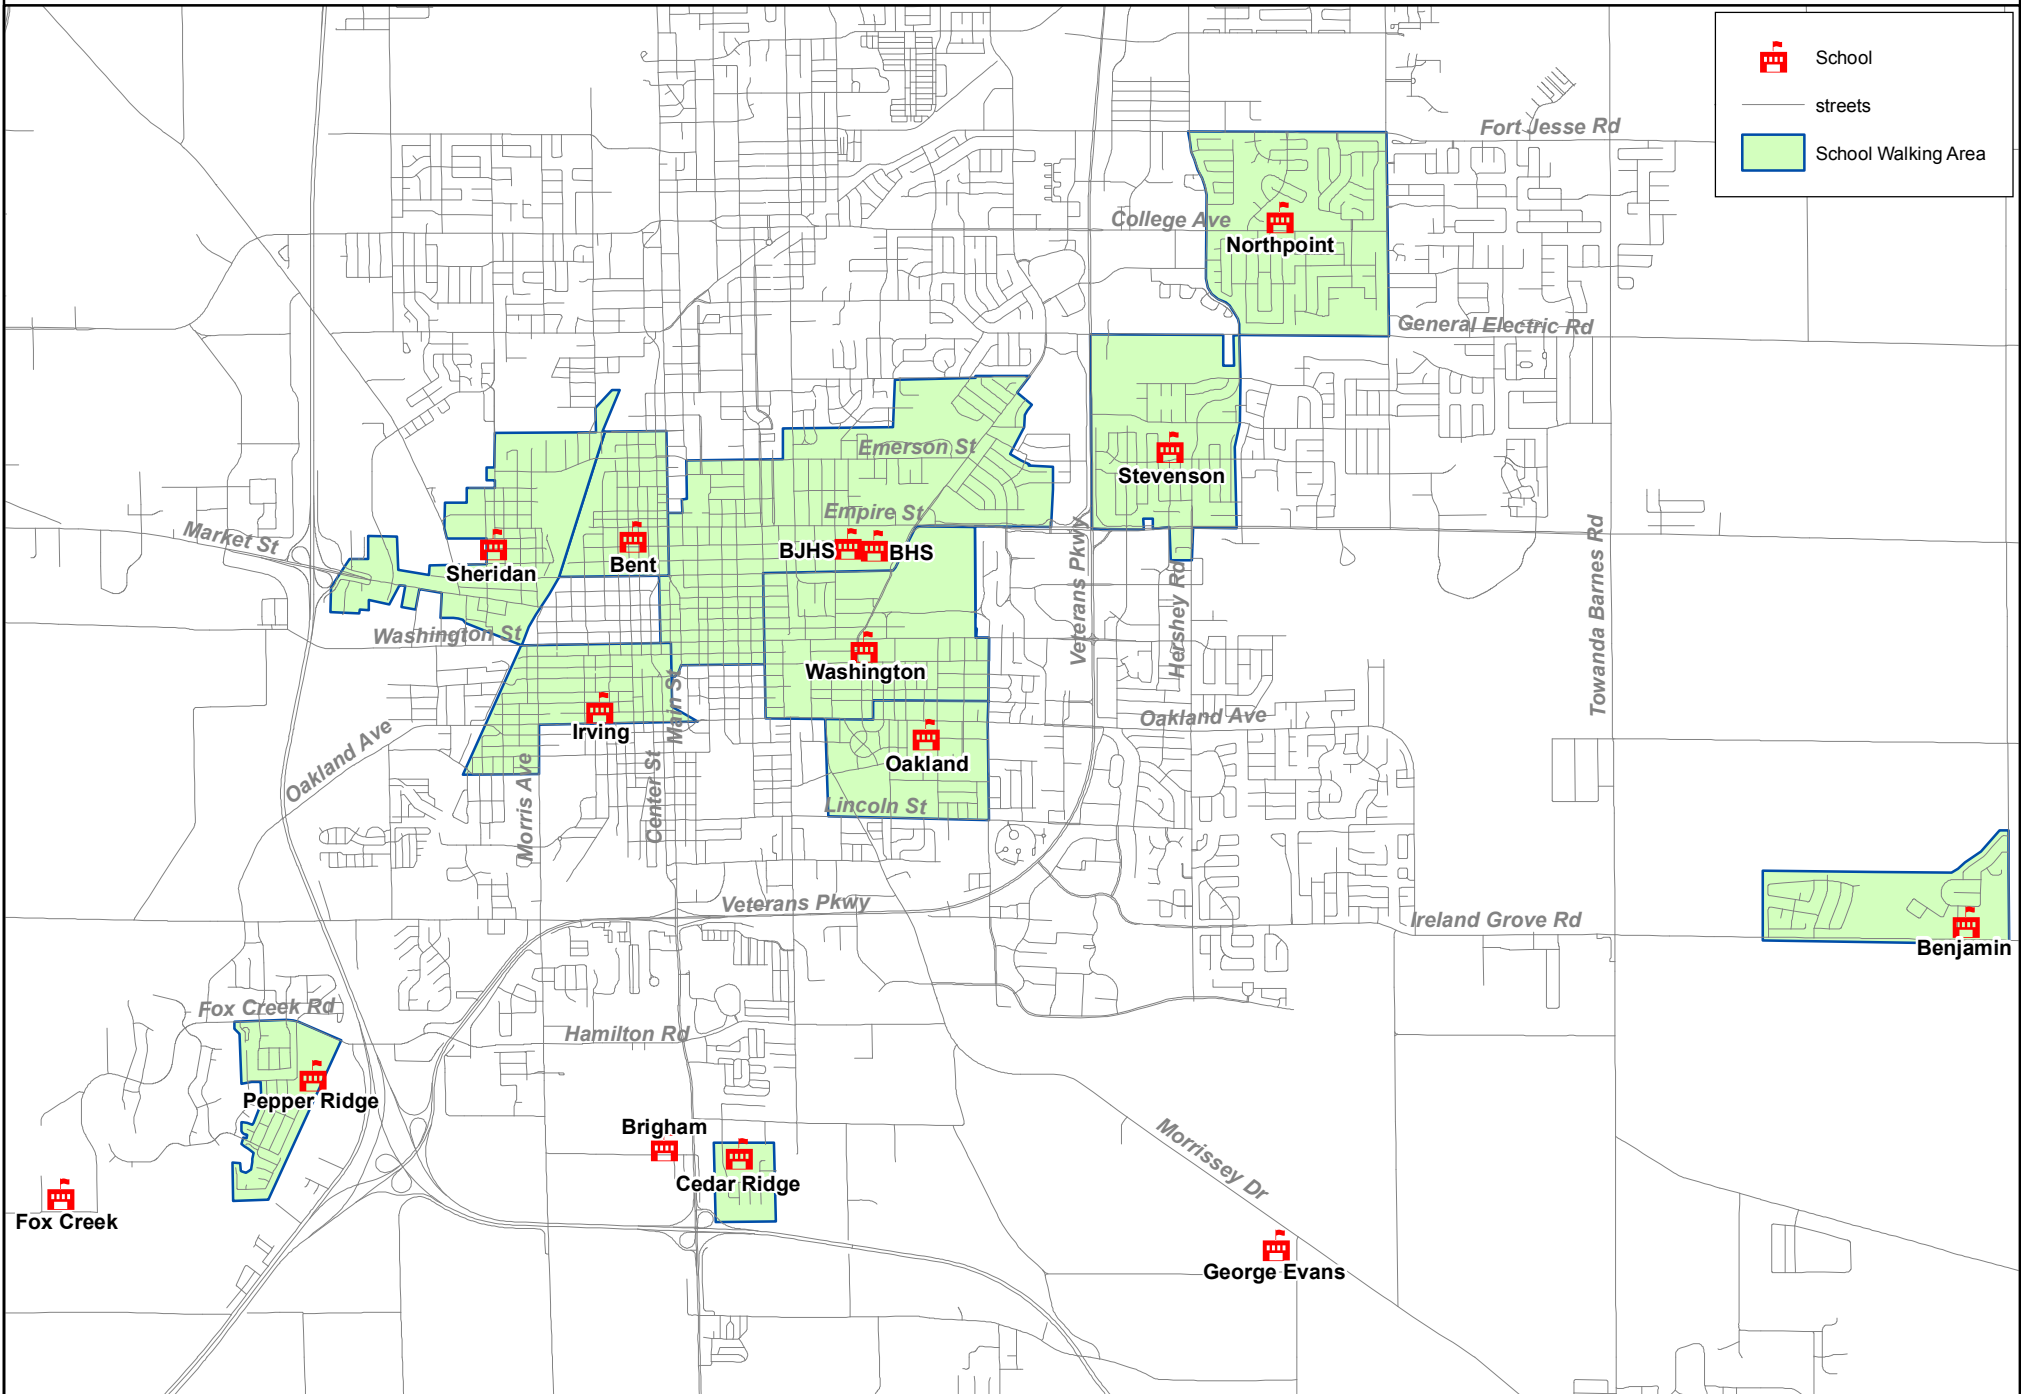 School
streets
School Walking Area
Fort Jesse Rd
College Ave
Northpoint
General Electric Rd
Emerson St
Stevenson
Empire St
Market St
BJHS
BHS
Bent
Sheridan
Veterans Pkwy
Hershey Rd
Towanda Barnes Rd
Washington St
Washington
Main St
Irving
Oakland Ave
Oakland Ave
Oakland
Morris Ave
Center St
Lincoln St
Veterans Pkwy
Ireland Grove Rd
Benjamin
Fox Creek Rd
Hamilton Rd
Pepper Ridge
Brigham
Cedar Ridge
Morrissey Dr
Fox Creek
George Evans